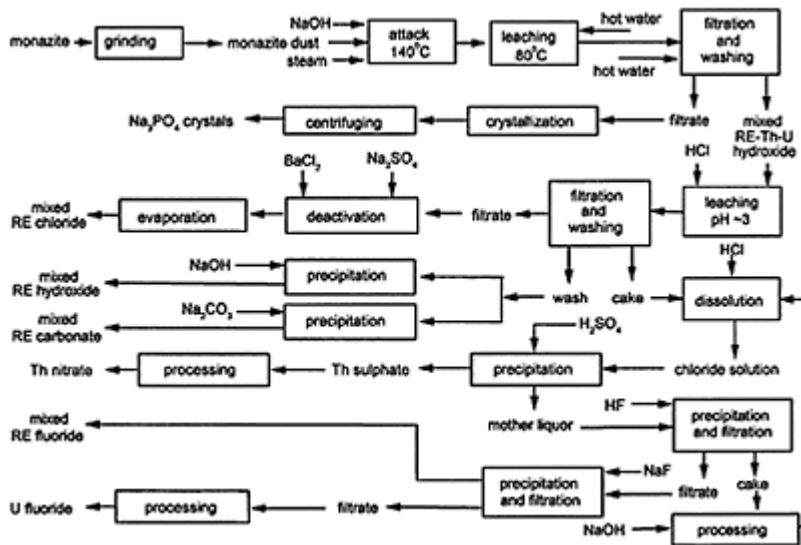 monazite
grinding
monazite dust
NaOH
steam
attack
140°C
leaching
80°C
hot water
hot water
filtration
and
washing
Na₃PO₄ crystals
centrifuging
crystallization
filtrate
mixed
RE-Th-U
hydroxide
HCl
BaCl₂
Na₂SO₄
mixed
RE chloride
evaporation
deactivation
filtrate
filtration
and
washing
leaching
pH ~3
HCl
mixed
RE hydroxide
NaOH
precipitation
wash
cake
dissolution
mixed
RE carbonate
Na₂CO₃
precipitation
H₂SO₄
Th nitrate
processing
Th sulphate
precipitation
chloride solution
mixed
RE fluoride
mother liquor
HF
precipitation
and filtration
NaF
precipitation
and filtration
filtrate
cake
U fluoride
processing
filtrate
NaOH
processing